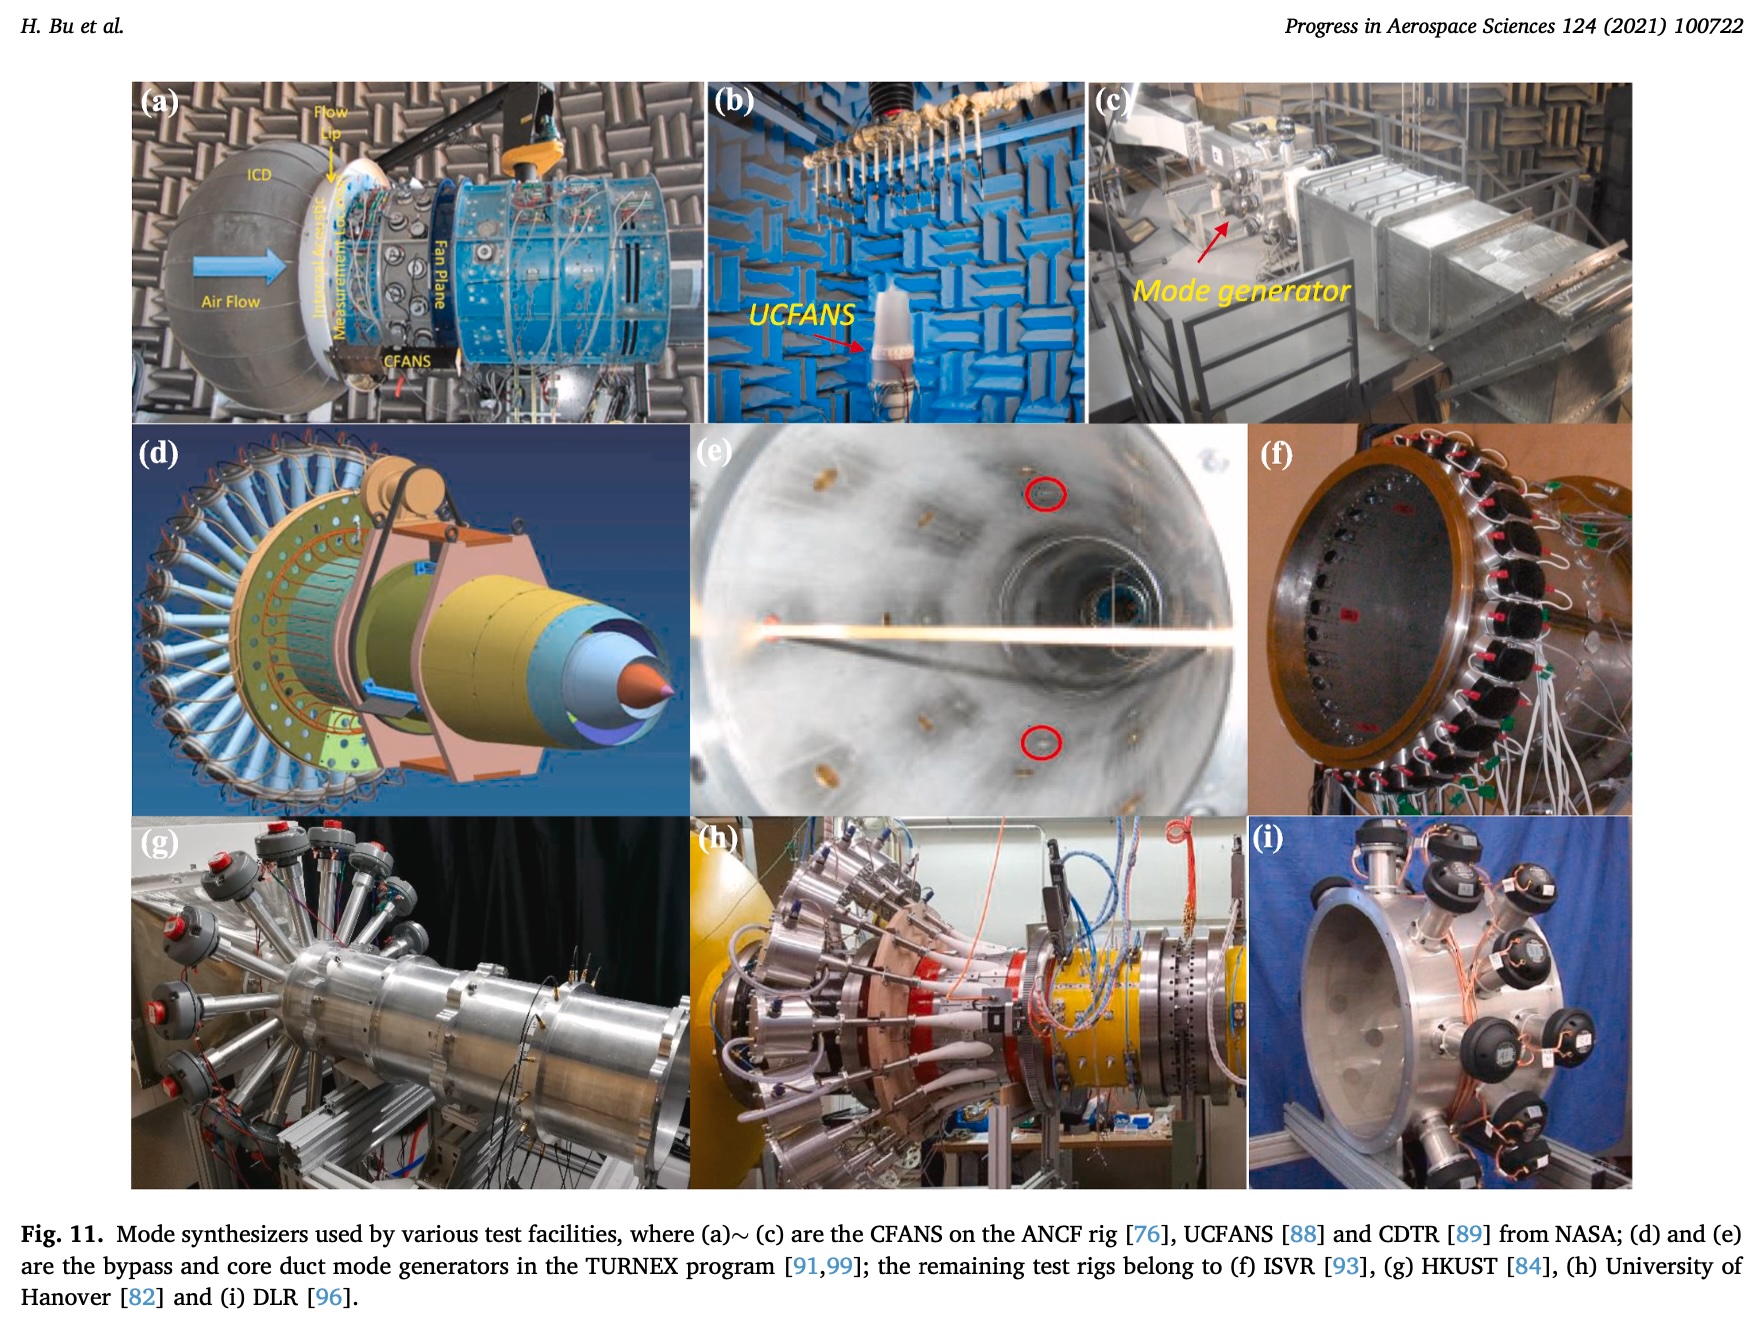 H. Bu et al.
Progress in Aerospace Sciences 124 (2021) 100722
(a)
Flow
Lip
ICD
Internal Acoustic
Measurement
Fan Plane
Air Flow
CFANS
(b)
UCFANS
(c)
Mode generator
(d)
(e)
(f)
(g)
(h)
(i)
Fig. 11. Mode synthesizers used by various test facilities, where (a)~ (c) are the CFANS on the ANCF rig [76], UCFANS [88] and CDTR [89] from NASA; (d) and (e)
are the bypass and core duct mode generators in the TURNEX program [91,99]; the remaining test rigs belong to (f) ISVR [93], (g) HKUST [84], (h) University of
Hanover [82] and (i) DLR [96].